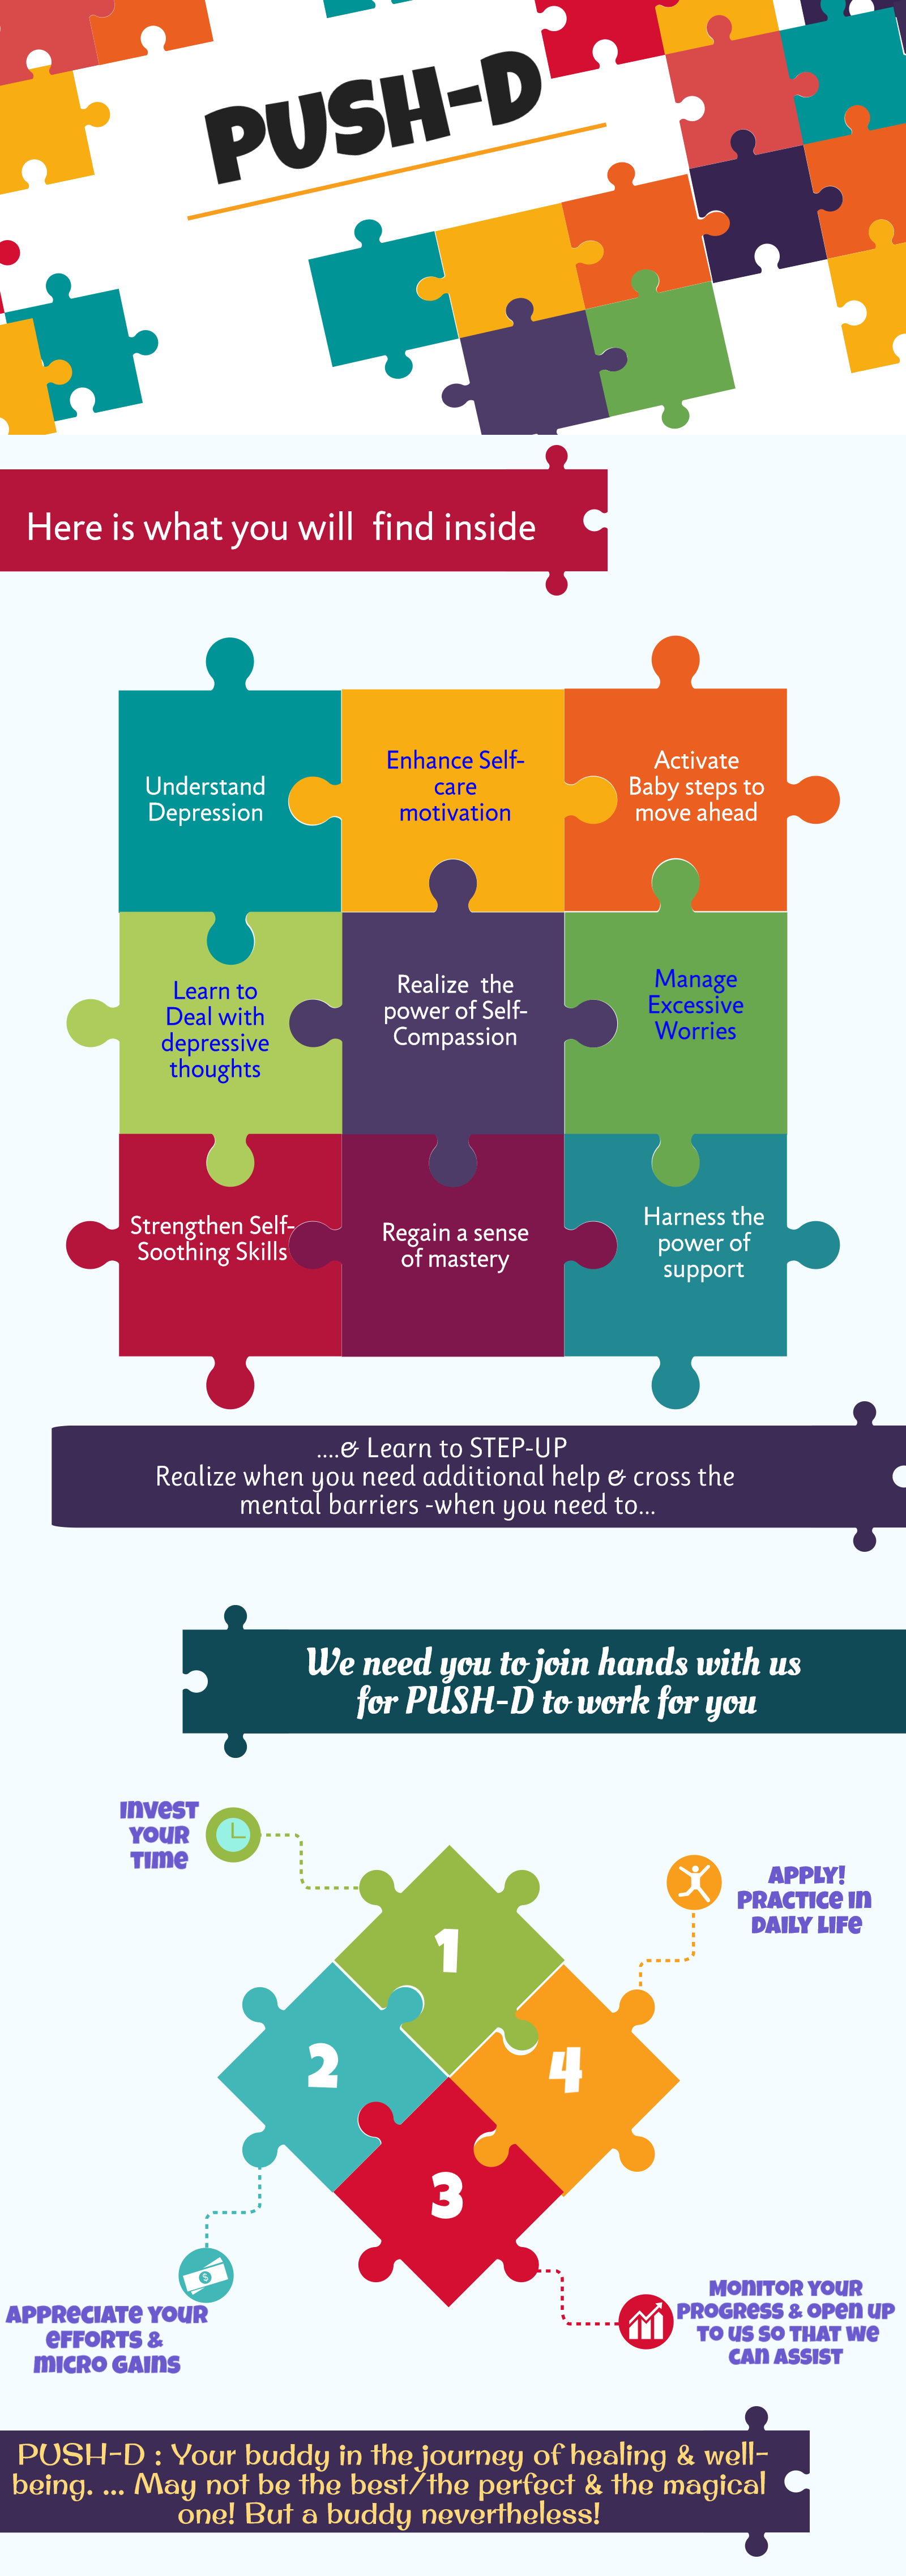 PUSH-D
Here is what you will find inside
Understand
Depression
Enhance Self-
care
motivation
Activate
Baby steps to
move ahead
Learn to
Deal with
depressive
thoughts
Realize the
power of Self-
Compassion
Manage
Excessive
Worries
Strengthen Self-
Soothing Skills
Regain a sense
of mastery
Harness the
power of
support
....& Learn to STEP-UP
Realize when you need additional help & cross the
mental barriers -when you need to...
We need you to join hands with us
for PUSH-D to work for you
INVEST
YOUR
TIME
1
APPLY!
PRACTICE IN
DAILY LIFE
2
4
3
$
APPRECIATE YOUR
EFFORTS &
MICRO GAINS
MONITOR YOUR
PROGRESS & OPEN UP
TO US SO THAT WE
CAN ASSIST
PUSH-D : Your buddy in the journey of healing & well-
being. ... May not be the best/the perfect & the magical
one! But a buddy nevertheless!